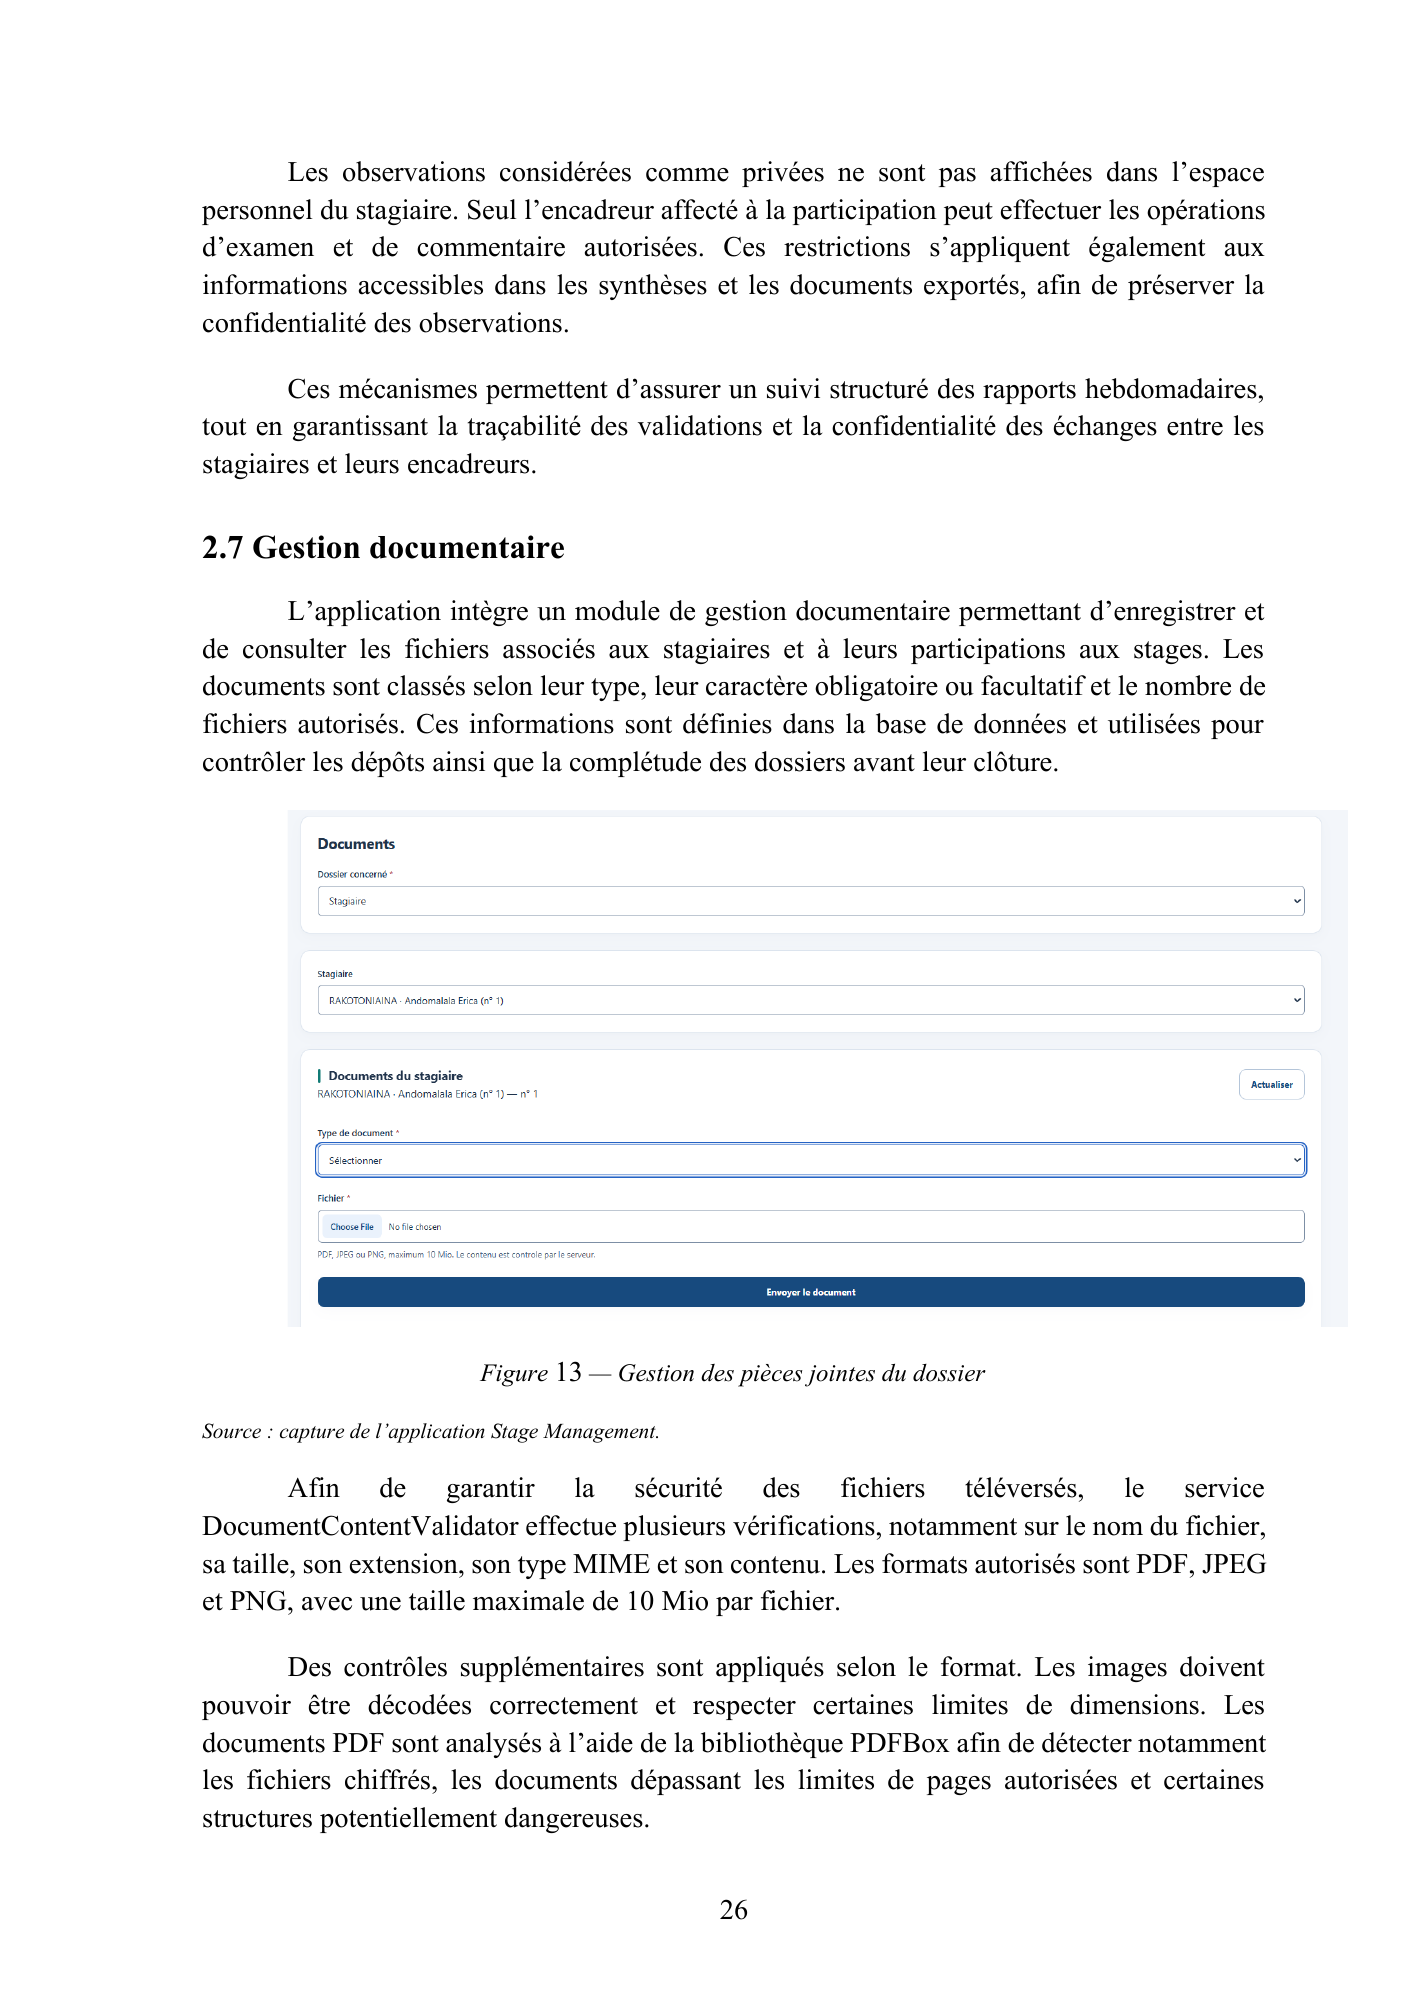 Les observations considérées comme privées ne sont pas affichées dans l’espace
personnel du stagiaire. Seul l’encadreur affecté à la participation peut effectuer les opérations
d’examen et de commentaire autorisées. Ces restrictions s’appliquent également aux
informations accessibles dans les synthèses et les documents exportés, afin de préserver la
confidentialité des observations.
Ces mécanismes permettent d’assurer un suivi structuré des rapports hebdomadaires,
tout en garantissant la traçabilité des validations et la confidentialité des échanges entre les
stagiaires et leurs encadreurs.
2.7 Gestion documentaire
L’application intègre un module de gestion documentaire permettant d’enregistrer et
de consulter les fichiers associés aux stagiaires et à leurs participations aux stages. Les
documents sont classés selon leur type, leur caractère obligatoire ou facultatif et le nombre de
fichiers autorisés. Ces informations sont définies dans la base de données et utilisées pour
contrôler les dépôts ainsi que la complétude des dossiers avant leur clôture.
Documents
Dossier concerné *
Stagiaire
Stagiaire
RAKOTONIAINA · Andomalala Erica (n° 1)
Documents du stagiaire
RAKOTONIAINA · Andomalala Erica (n° 1) — n° 1
Actualiser
Type de document *
Sélectionner
Fichier *
Choose File No file chosen
PDF, JPEG ou PNG, maximum 10 Mio. Le contenu est controle par le serveur.
Envoyer le document
Figure 13 — Gestion des pièces jointes du dossier
Source : capture de l’application Stage Management.
Afin de garantir la sécurité des fichiers téléversés, le service
DocumentContentValidator effectue plusieurs vérifications, notamment sur le nom du fichier,
sa taille, son extension, son type MIME et son contenu. Les formats autorisés sont PDF, JPEG
et PNG, avec une taille maximale de 10 Mio par fichier.
Des contrôles supplémentaires sont appliqués selon le format. Les images doivent
pouvoir être décodées correctement et respecter certaines limites de dimensions. Les
documents PDF sont analysés à l’aide de la bibliothèque PDFBox afin de détecter notamment
les fichiers chiffrés, les documents dépassant les limites de pages autorisées et certaines
structures potentiellement dangereuses.
26